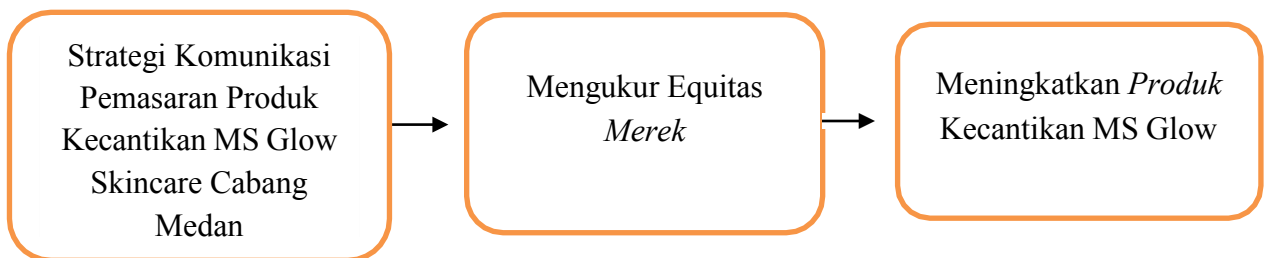 Strategi Komunikasi
Pemasaran Produk
Kecantikan MS Glow
Skincare Cabang
Medan
Mengukur Equitas
Merek
Meningkatkan Produk
Kecantikan MS Glow